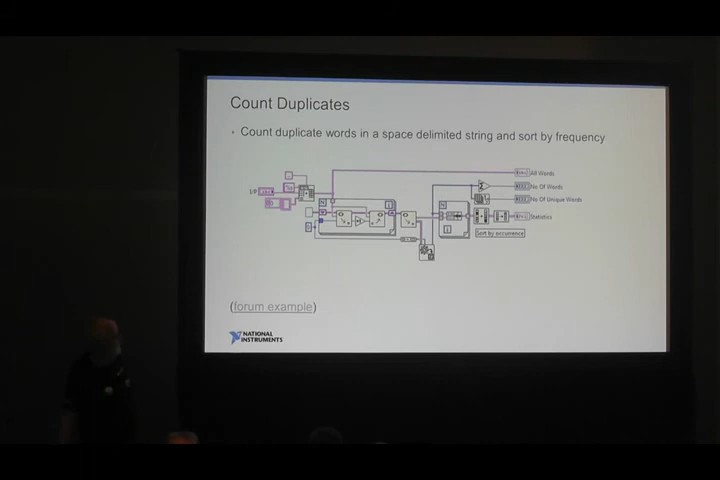 Count Duplicates
· Count duplicate words in a space delimited string and sort by frequency
I/P
All Words
No Of Words
No Of Unique Words
Statistics
Sort by occurrence
(forum example)
NATIONAL
INSTRUMENTS